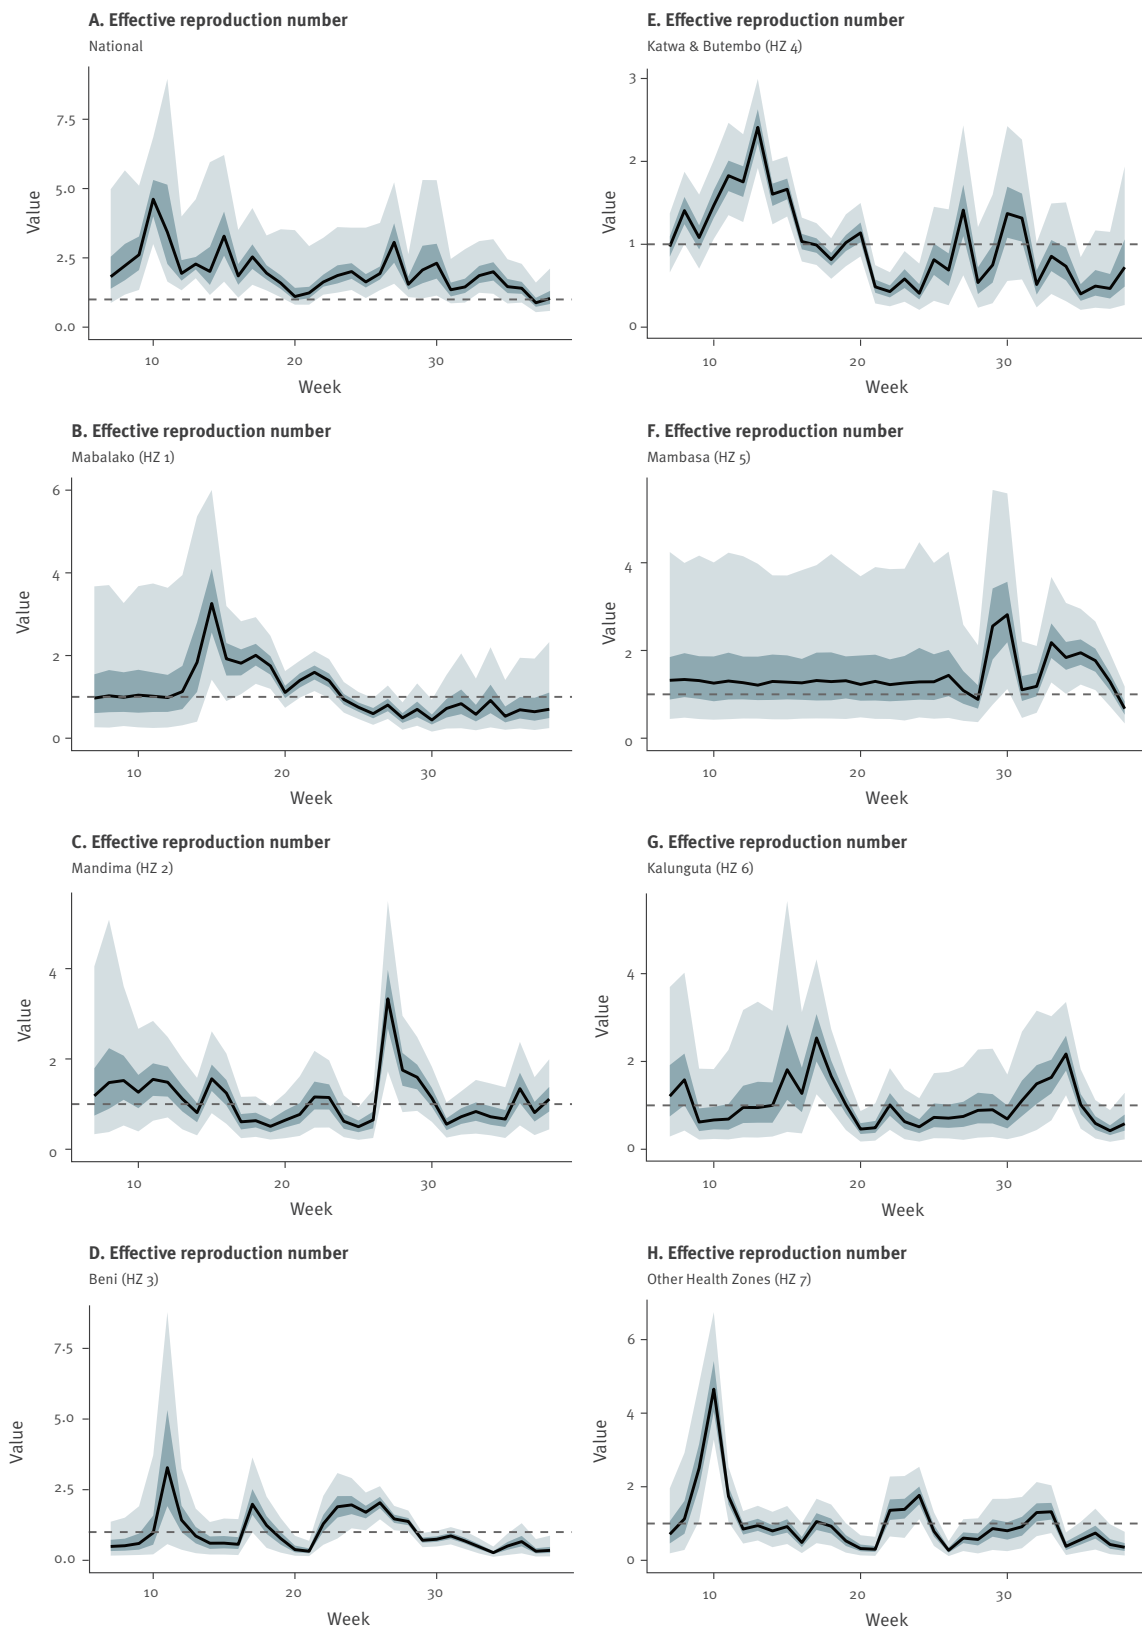 A. Effective reproduction number
National
Value
7.5
5.0
2.5
0.0
10
20
30
Week
B. Effective reproduction number
Mabalako (HZ 1)
Value
6
4
2
0
10
20
30
Week
C. Effective reproduction number
Mandima (HZ 2)
Value
4
2
0
10
20
30
Week
D. Effective reproduction number
Beni (HZ 3)
Value
7.5
5.0
2.5
0.0
10
20
30
Week
E. Effective reproduction number
Katwa & Butembo (HZ 4)
Value
3
2
1
0
10
20
30
Week
F. Effective reproduction number
Mambasa (HZ 5)
Value
4
2
0
10
20
30
Week
G. Effective reproduction number
Kalunguta (HZ 6)
Value
4
2
0
10
20
30
Week
H. Effective reproduction number
Other Health Zones (HZ 7)
Value
6
4
2
0
10
20
30
Week